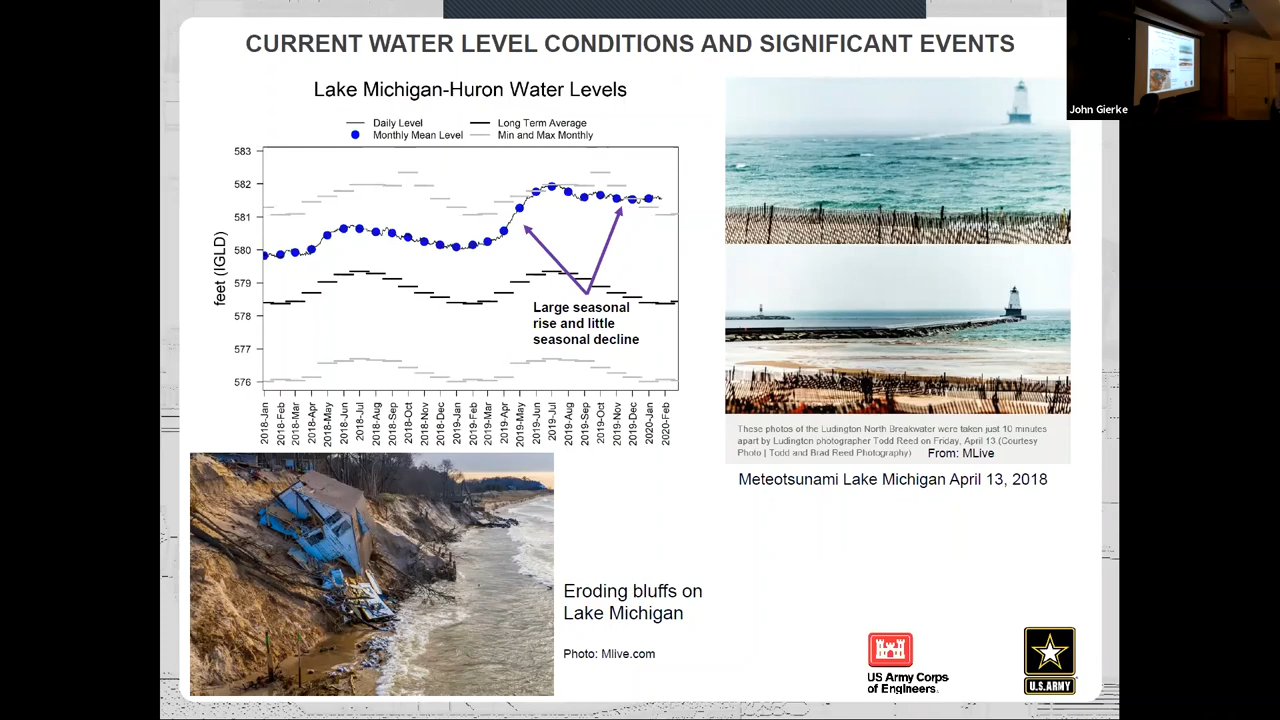 CURRENT WATER LEVEL CONDITIONS AND SIGNIFICANT EVENTS
John Gierke
Lake Michigan-Huron Water Levels
Daily Level
Long Term Average
Monthly Mean Level
Min and Max Monthly
583
582
581
580
579
578
577
576
feet (IGLD)
Large seasonal
rise and little
seasonal decline
2018-Jan
2018-Feb
2018-Mar
2018-Apr
2018-May
2018-Jun
2018-Jul
2018-Aug
2018-Sep
2018-Oct
2018-Nov
2018-Dec
2019-Jan
2019-Feb
2019-Mar
2019-Apr
2019-May
2019-Jun
2019-Jul
2019-Aug
2019-Sep
2019-Oct
2019-Nov
2019-Dec
2020-Jan
2020-Feb
These photos of the Ludington North Breakwater were taken just 10 minutes
apart by Ludington photographer Todd Reed on Friday, April 13 (Courtesy
Photo | Todd and Brad Reed Photography) From: MLive
Meteotsunami Lake Michigan April 13, 2018
Eroding bluffs on
Lake Michigan
Photo: Mlive.com
US Army Corps
of Engineers.
U.S. ARMY